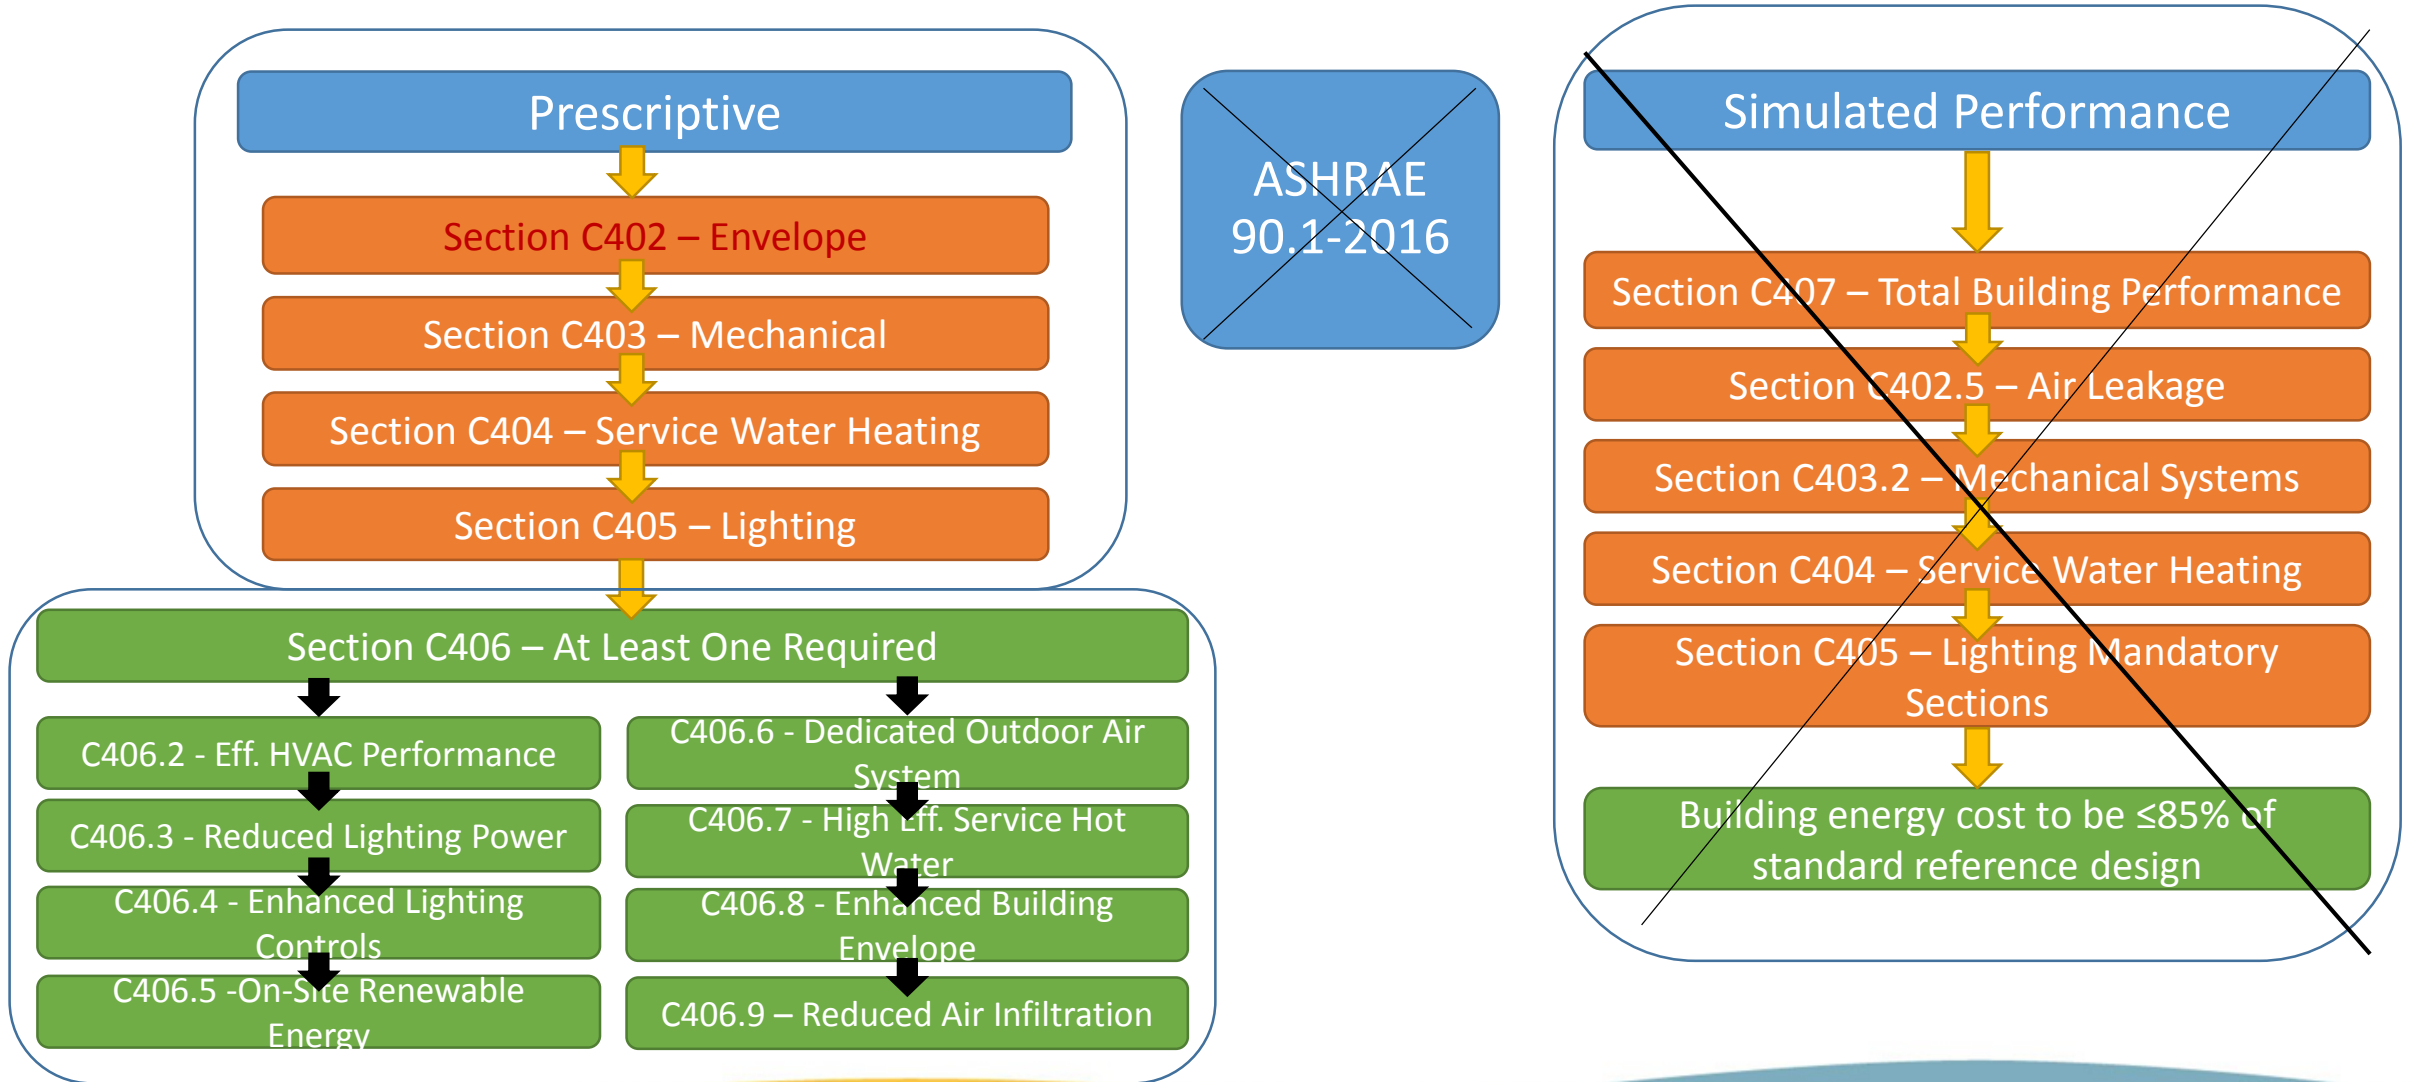 Prescriptive
Section C402 – Envelope
Section C403 – Mechanical
Section C404 – Service Water Heating
Section C405 – Lighting
Section C406 – At Least One Required
C406.2 - Eff. HVAC Performance
C406.3 - Reduced Lighting Power
C406.4 - Enhanced Lighting
Controls
C406.5 -On-Site Renewable
Energy
C406.6 - Dedicated Outdoor Air
System
C406.7 - High Eff. Service Hot
Water
C406.8 - Enhanced Building
Envelope
C406.9 – Reduced Air Infiltration
ASHRAE
90.1-2016
Simulated Performance
Section C407 – Total Building Performance
Section C402.5 – Air Leakage
Section C403.2 – Mechanical Systems
Section C404 – Service Water Heating
Section C405 – Lighting Mandatory
Sections
Building energy cost to be ≤85% of
standard reference design